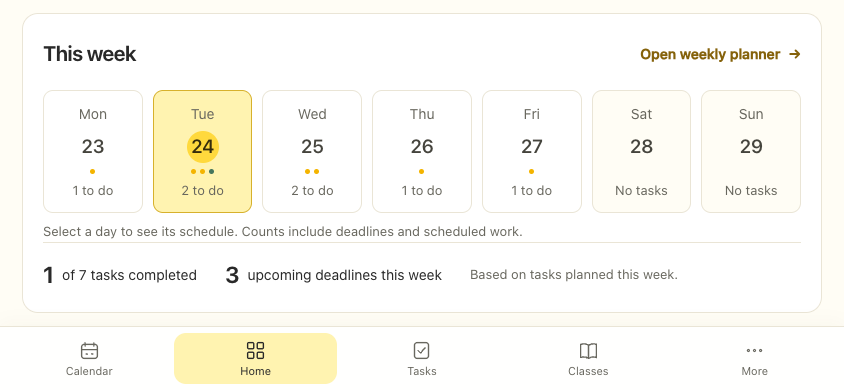 This week
Open weekly planner →
Mon
23
1 to do
Tue
24
2 to do
Wed
25
2 to do
Thu
26
1 to do
Fri
27
1 to do
Sat
28
No tasks
Sun
29
No tasks
Select a day to see its schedule. Counts include deadlines and scheduled work.
1 of 7 tasks completed
3 upcoming deadlines this week
Based on tasks planned this week.
Calendar
Home
Tasks
Classes
More